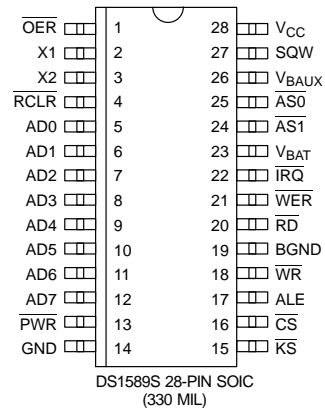 OER 1 28 VCC
X1 2 27 SQW
X2 3 26 VBAUX
RCLR 4 25 AS0
AD0 5 24 AS1
AD1 6 23 VBAT
AD2 7 22 IRQ
AD3 8 21 WER
AD4 9 20 RD
AD5 10 19 BGND
AD6 11 18 WR
AD7 12 17 ALE
PWR 13 16 CS
GND 14 15 KS
DS1589S 28-PIN SOIC
(330 MIL)